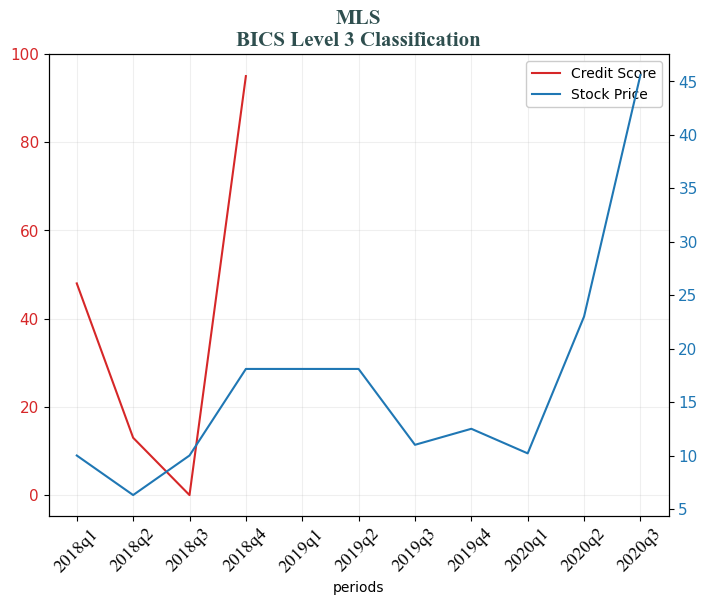 MLS
BICS Level 3 Classification
100
80
60
40
20
0
Credit Score
Stock Price
45
40
35
30
25
20
15
10
5
2018q1
2018q2
2018q3
2018q4
2019q1
2019q2
2019q3
2019q4
2020q1
2020q2
2020q3
periods